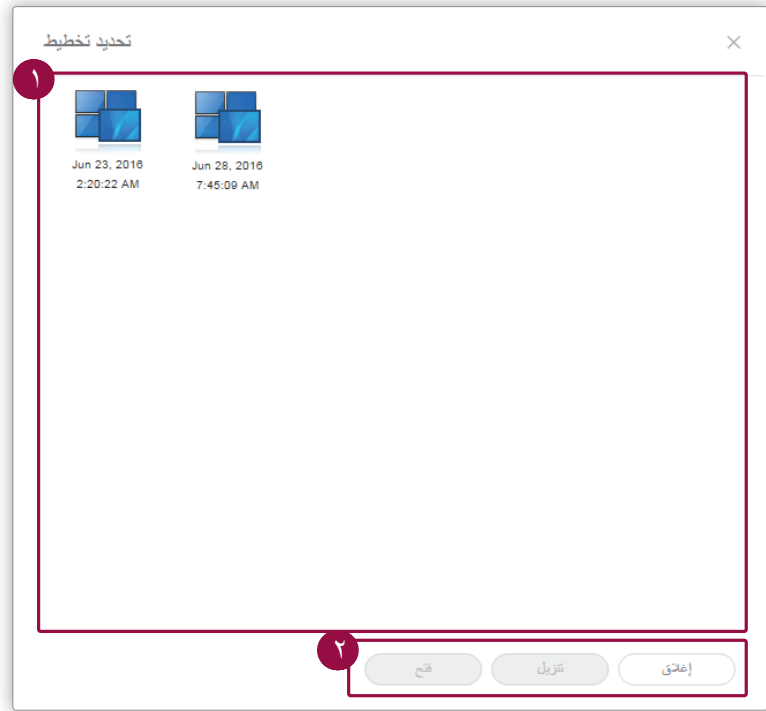 تحديد تخطيط
١
Jun 23, 2016
2:20:22 AM
Jun 28, 2016
7:45:09 AM
٢
إغلاق
تنزيل
فتح